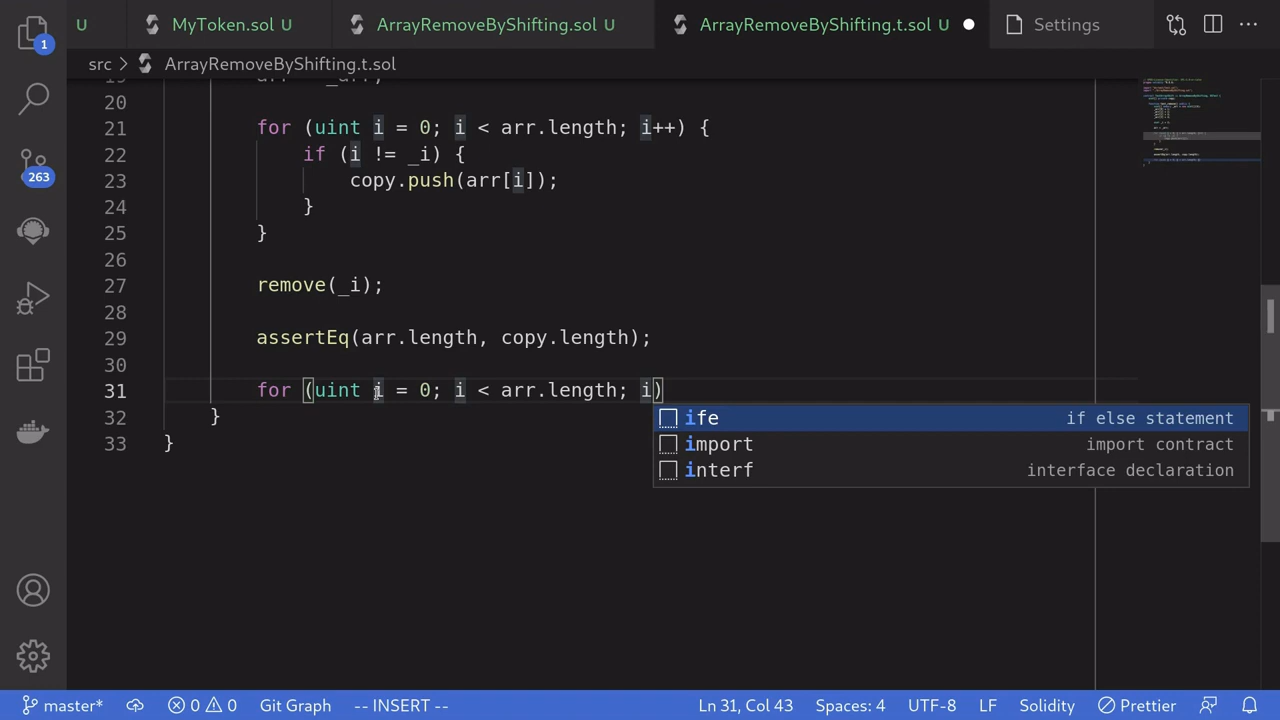 U MyToken.sol U ArrayRemoveByShifting.sol U ArrayRemoveByShifting.t.sol U Settings
1
src > ArrayRemoveByShifting.t.sol
20
21 for (uint i = 0; i < arr.length; i++) {
22 if (i != _i) {
23 copy.push(arr[i]);
24 }
25 }
26
27 remove(_i);
28
29 assertEq(arr.length, copy.length);
30
31 for (uint i = 0; i < arr.length; i)
32 }
ife if else statement
33 }
import import contract
interf interface declaration
263
master* 0 0 Git Graph -- INSERT -- Ln 31, Col 43 Spaces: 4 UTF-8 LF Solidity Prettier